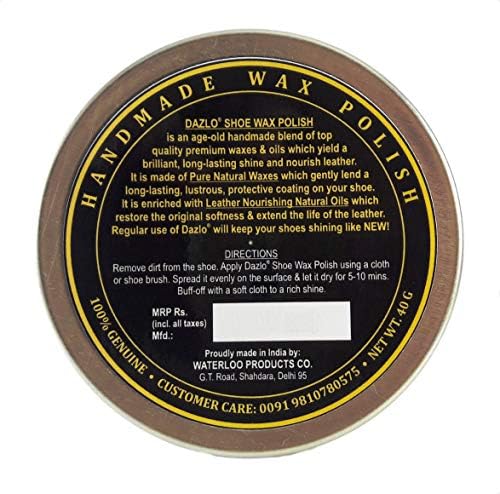 HANDMADE WAX POLISH
DAZLO® SHOE WAX POLISH
is an age-old handmade blend of top
quality premium waxes & oils which yield a
brilliant, long-lasting shine and nourish leather.
It is made of Pure Natural Waxes which gently lend a
long-lasting, lustrous, protective coating on your shoe.
It is enriched with Leather Nourishing Natural Oils which
restore the original softness & extend the life of the leather.
Regular use of Dazlo® will keep your shoes shining like NEW!
DIRECTIONS
Remove dirt from the shoe. Apply Dazlo® Shoe Wax Polish using a cloth
or shoe brush. Spread it evenly on the surface & let it dry for 5-10 mins.
Buff-off with a soft cloth to a rich shine.
MRP Rs.
(incl. all taxes)
Mfd.:
Proudly made in India by:
WATERLOO PRODUCTS CO.
G.T. Road, Shahdara, Delhi 95
100% GENUINE • CUSTOMER CARE: 0091 9810780575 • NET WT. 40 G